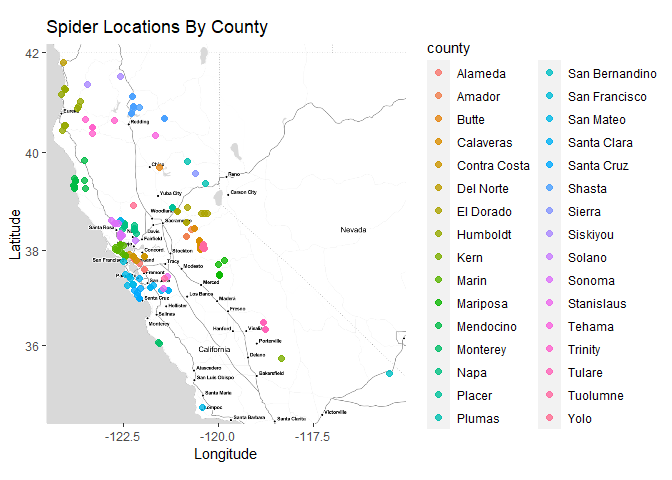 Spider Locations By County
42
40
38
36
Latitude
-122.5
-120.0
-117.5
Longitude
Eureka
Redding
Chico
Reno
Carson City
Yuba City
Woodland
Sacramento
Santa Rosa
Davis
Fairfield
Nevada
Concord
Stockton
San Francisco
Tracy
Modesto
Fremont
Merced
Santa Cruz
Los Banos
Madera
Hollister
Salinas
Fresno
Monterey
Hanford
Visalia
Porterville
California
Delano
Atascadero
San Luis Obispo
Bakersfield
Santa Maria
Lompoc
Santa Barbara
Santa Clarita
Victorville
county
Alameda
Amador
Butte
Calaveras
Contra Costa
Del Norte
El Dorado
Humboldt
Kern
Marin
Mariposa
Mendocino
Monterey
Napa
Placer
Plumas
San Bernandino
San Francisco
San Mateo
Santa Clara
Santa Cruz
Shasta
Sierra
Siskiyou
Solano
Sonoma
Stanislaus
Tehama
Trinity
Tulare
Tuolumne
Yolo